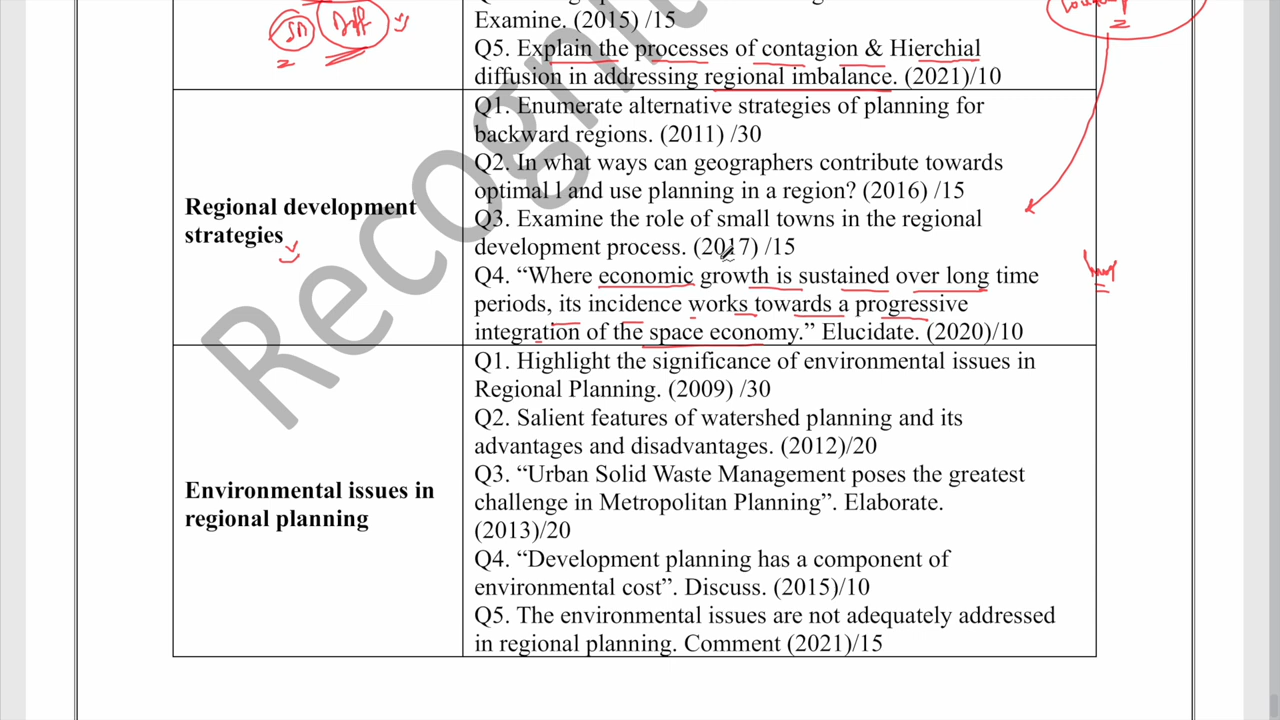 Examine. (2015) /15
Q5. Explain the processes of contagion & Hierchial
diffusion in addressing regional imbalance. (2021)/10
Regional development
strategies
Q1. Enumerate alternative strategies of planning for
backward regions. (2011) /30
Q2. In what ways can geographers contribute towards
optimal l and use planning in a region? (2016) /15
Q3. Examine the role of small towns in the regional
development process. (2017) /15
Q4. “Where economic growth is sustained over long time
periods, its incidence works towards a progressive
integration of the space economy.” Elucidate. (2020)/10
Environmental issues in
regional planning
Q1. Highlight the significance of environmental issues in
Regional Planning. (2009) /30
Q2. Salient features of watershed planning and its
advantages and disadvantages. (2012)/20
Q3. “Urban Solid Waste Management poses the greatest
challenge in Metropolitan Planning”. Elaborate.
(2013)/20
Q4. “Development planning has a component of
environmental cost”. Discuss. (2015)/10
Q5. The environmental issues are not adequately addressed
in regional planning. Comment (2021)/15